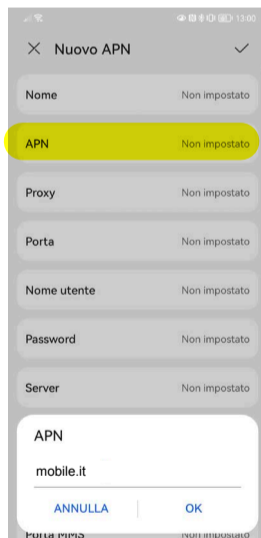 13:00
Nuovo APN
Nome Non impostato
APN Non impostato
Proxy Non impostato
Porta Non impostato
Nome utente Non impostato
Password Non impostato
Server Non impostato
APN
mobile.it
ANNULLA OK
Porta MMS Non impostato